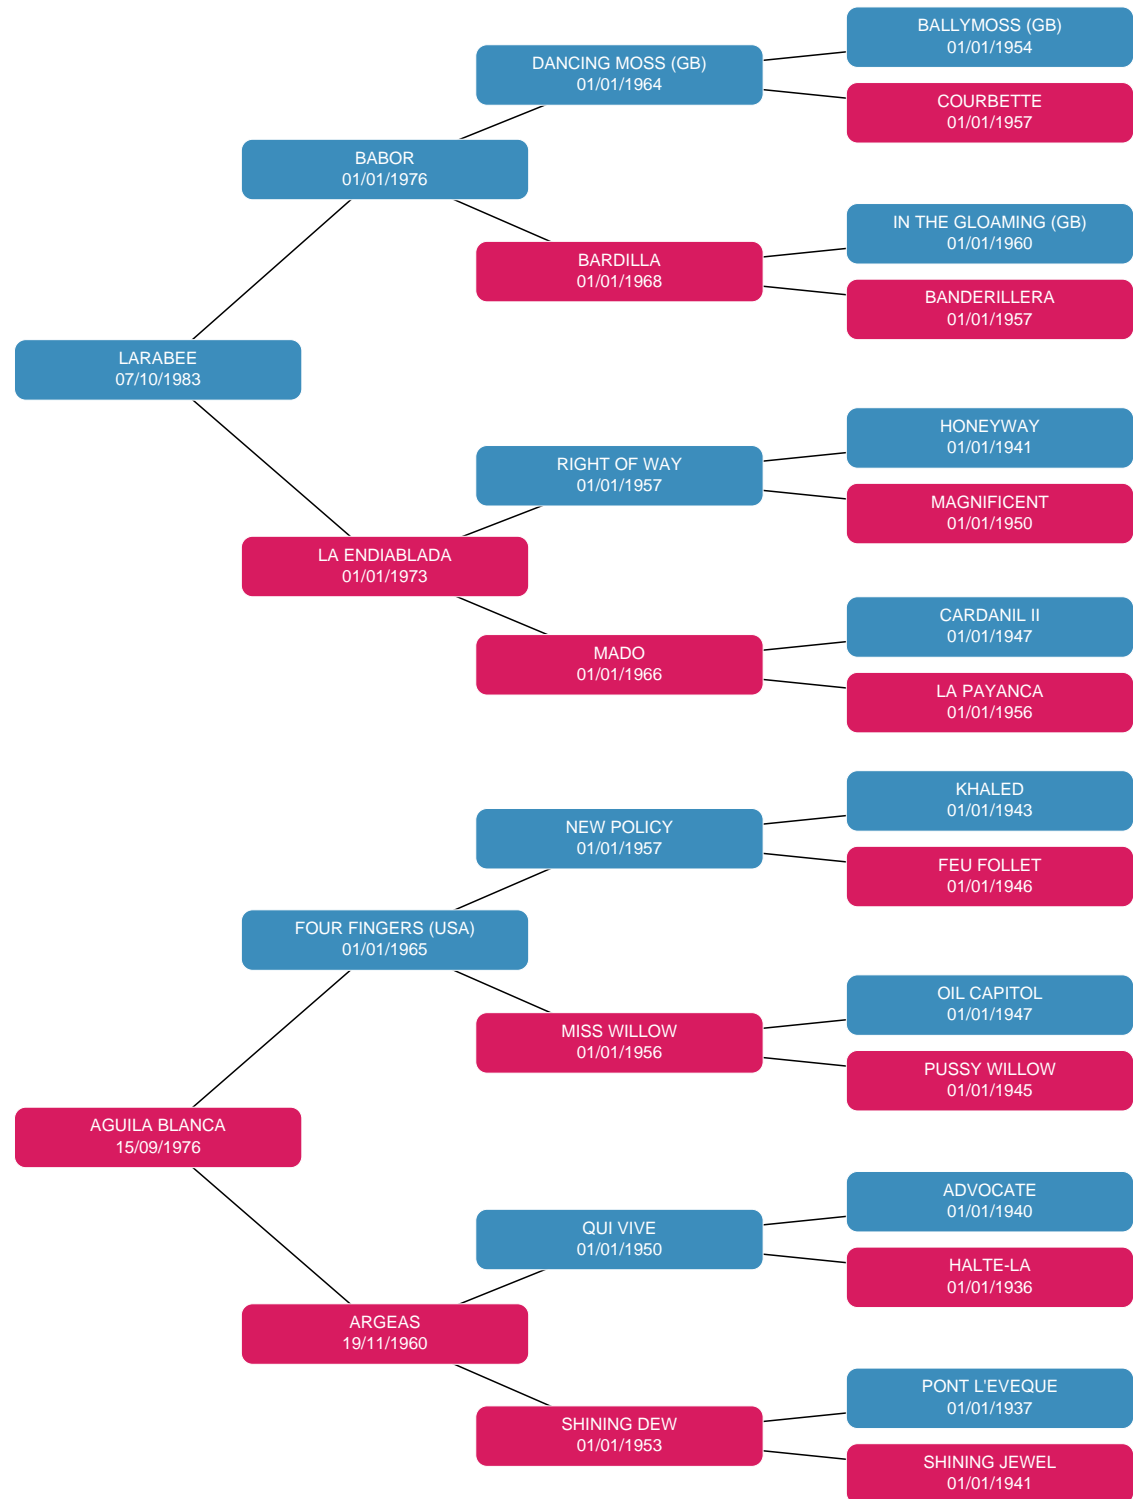 BALLYMOSS (GB)
01/01/1954
DANCING MOSS (GB)
01/01/1964
COURBETTE
01/01/1957
BABOR
01/01/1976
IN THE GLOAMING (GB)
01/01/1960
BARDILLA
01/01/1968
BANDERILLERA
01/01/1957
LARABEE
07/10/1983
HONEYWAY
01/01/1941
RIGHT OF WAY
01/01/1957
MAGNIFICENT
01/01/1950
LA ENDIABLADA
01/01/1973
CARDANIL II
01/01/1947
MADO
01/01/1966
LA PAYANCA
01/01/1956
KHALED
01/01/1943
NEW POLICY
01/01/1957
FEU FOLLET
01/01/1946
FOUR FINGERS (USA)
01/01/1965
OIL CAPITOL
01/01/1947
MISS WILLOW
01/01/1956
PUSSY WILLOW
01/01/1945
AGUILA BLANCA
15/09/1976
ADVOCATE
01/01/1940
QUI VIVE
01/01/1950
HALTE-LA
01/01/1936
ARGEAS
19/11/1960
PONT L'EVEQUE
01/01/1937
SHINING DEW
01/01/1953
SHINING JEWEL
01/01/1941